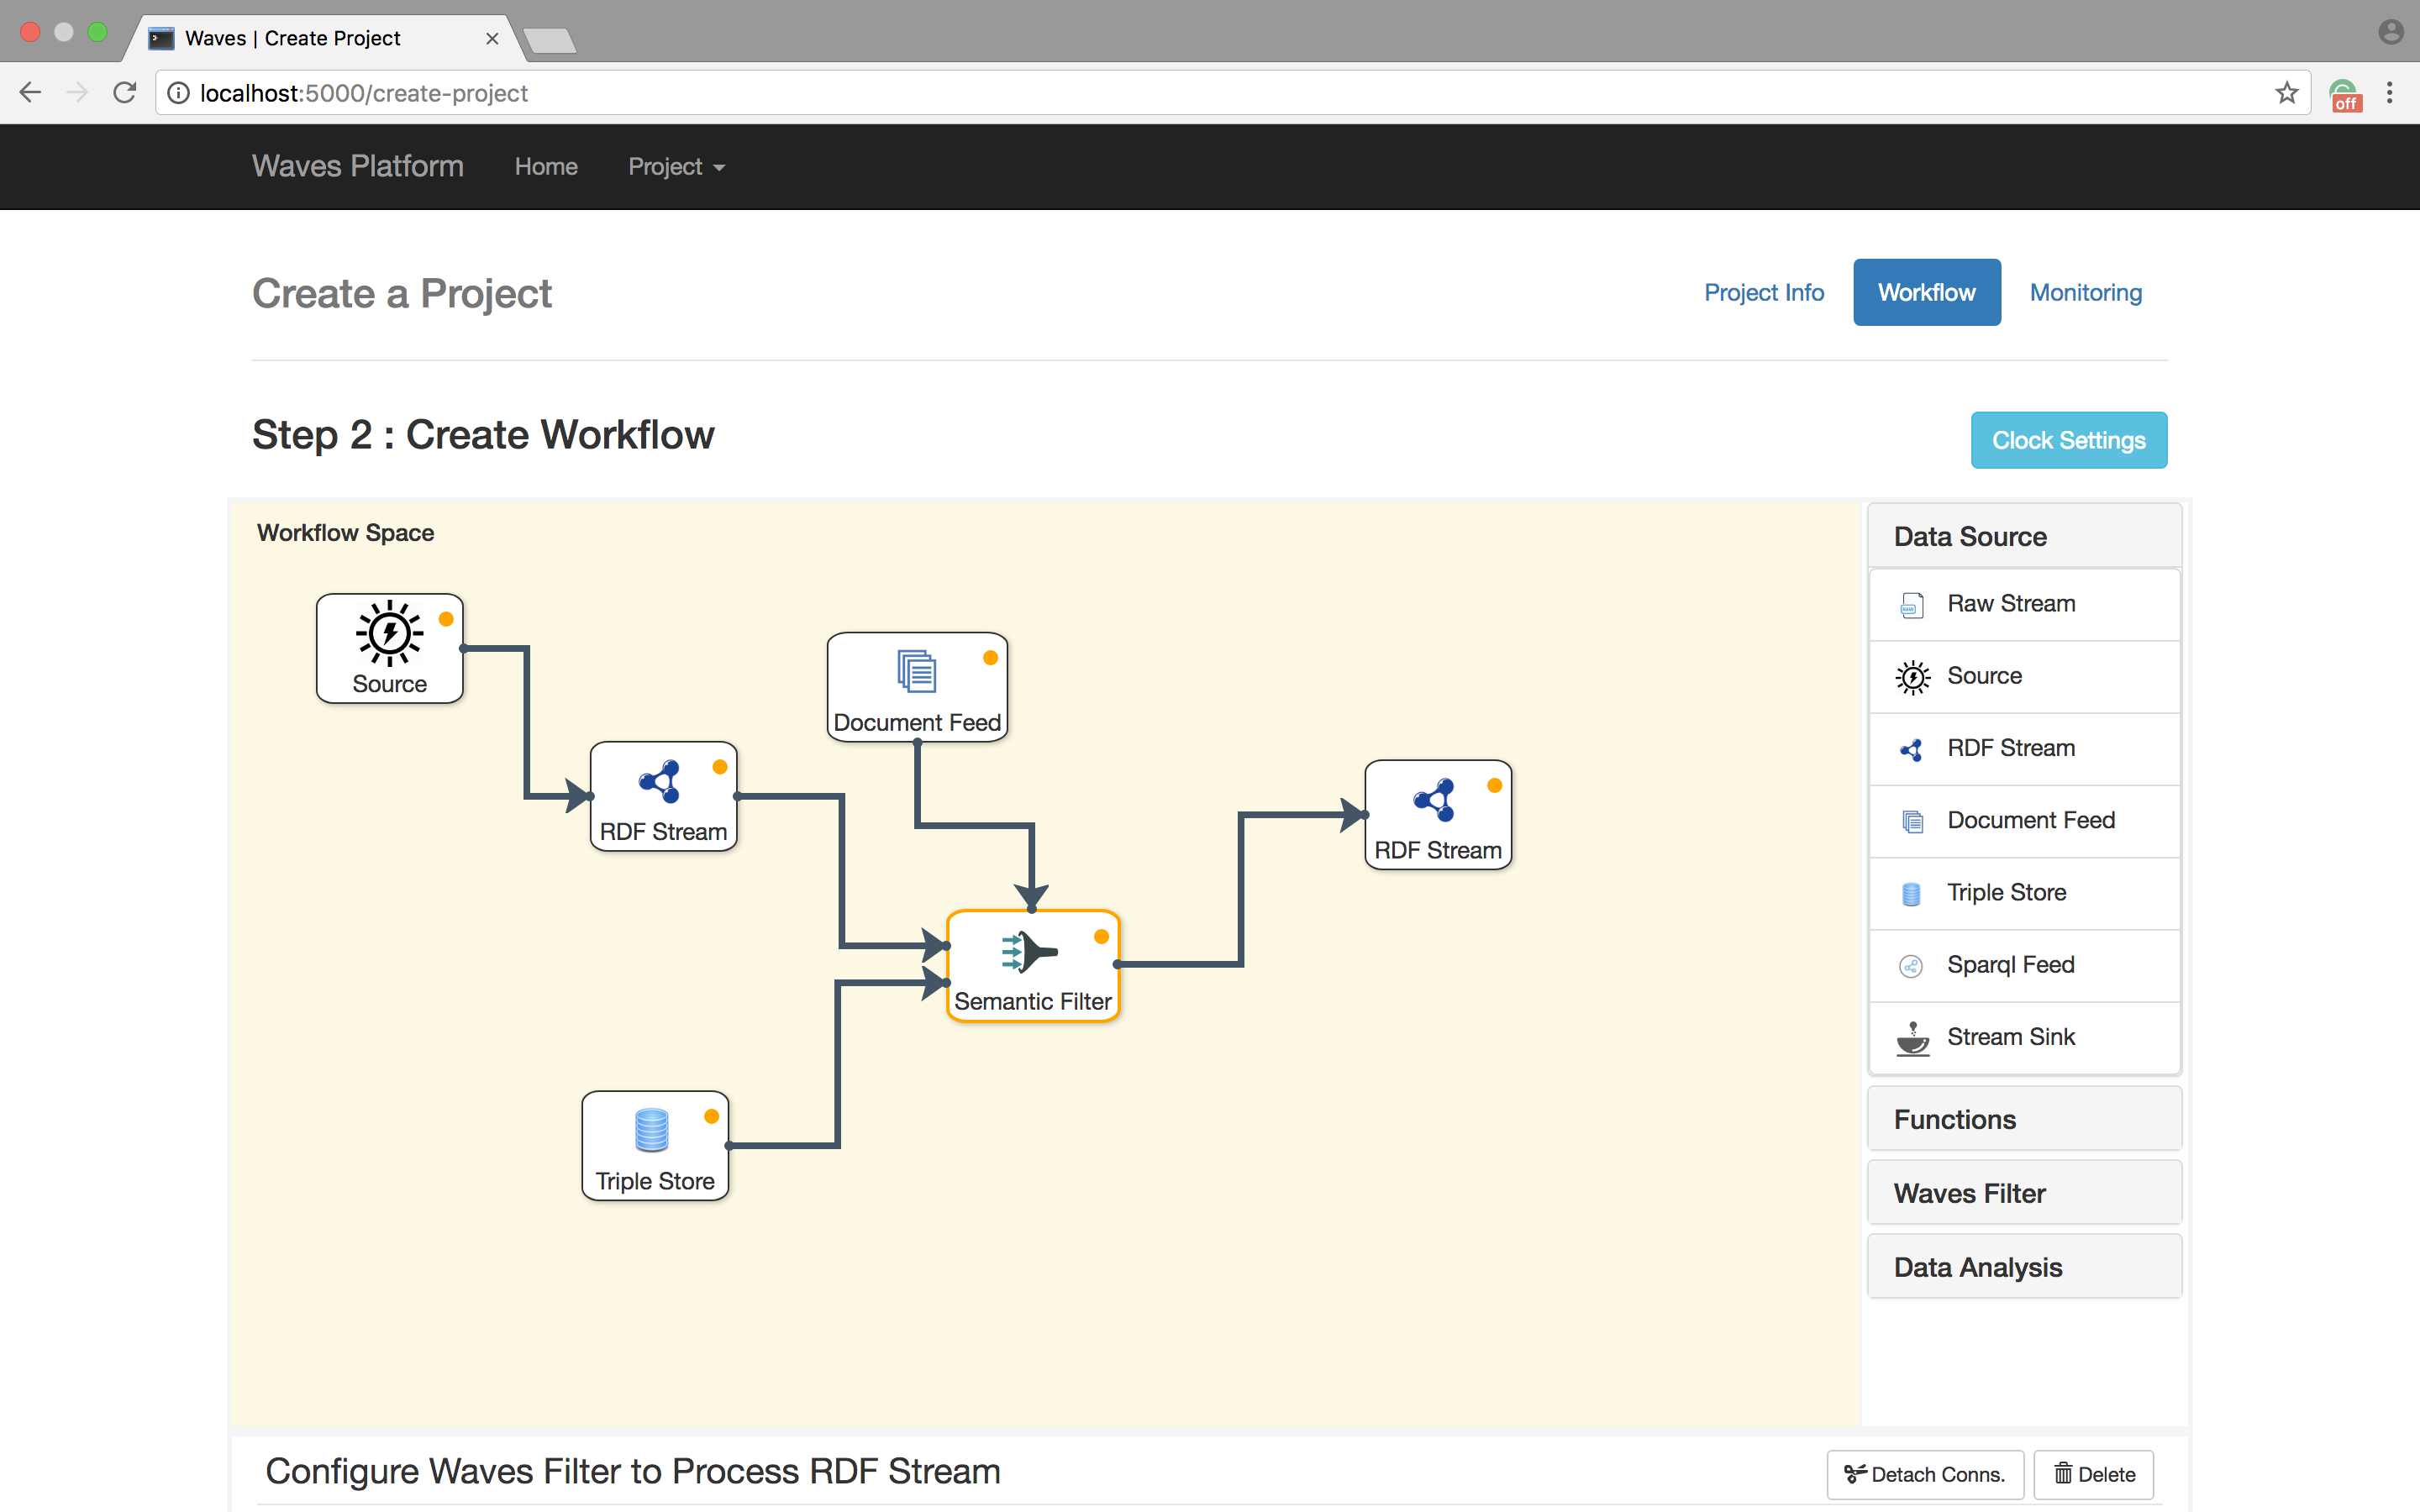 Waves | Create Project
localhost:5000/create-project
off
Waves Platform Home Project
Create a Project
Project Info Workflow Monitoring
Step 2 : Create Workflow
Clock Settings
Workflow Space
Source
Document Feed
RDF Stream
RDF Stream
Semantic Filter
Triple Store
Data Source
RAW
Raw Stream
Source
RDF Stream
Document Feed
Triple Store
Sparql Feed
Stream Sink
Functions
Waves Filter
Data Analysis
Configure Waves Filter to Process RDF Stream
Detach Conns. Delete